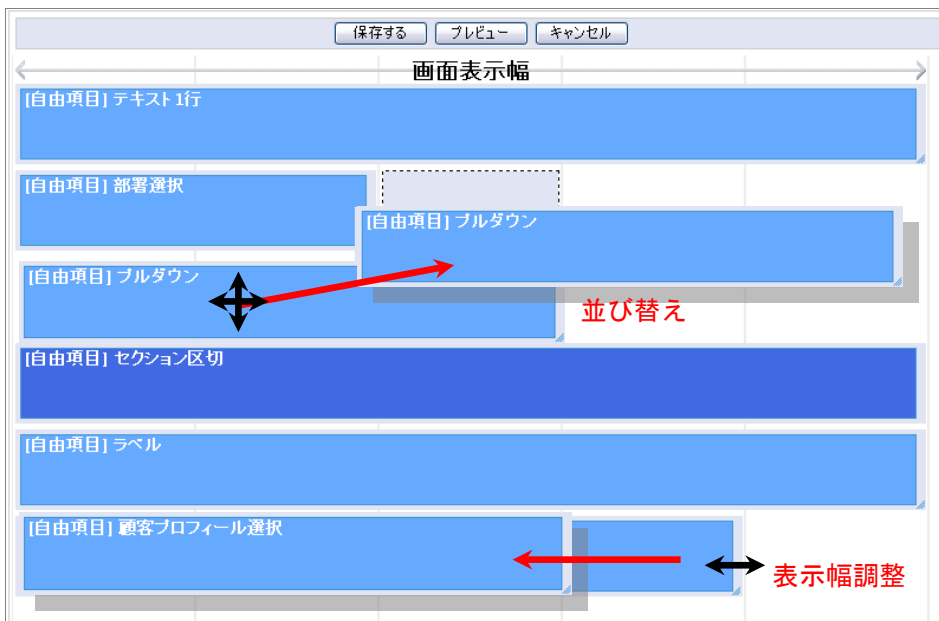 保存する プレビュー キャンセル
画面表示幅
[自由項目] テキスト1行
[自由項目] 部署選択
[自由項目] プルダウン
[自由項目] プルダウン
並び替え
[自由項目] セクション区切
[自由項目] ラベル
[自由項目] 顧客プロフィール選択
表示幅調整